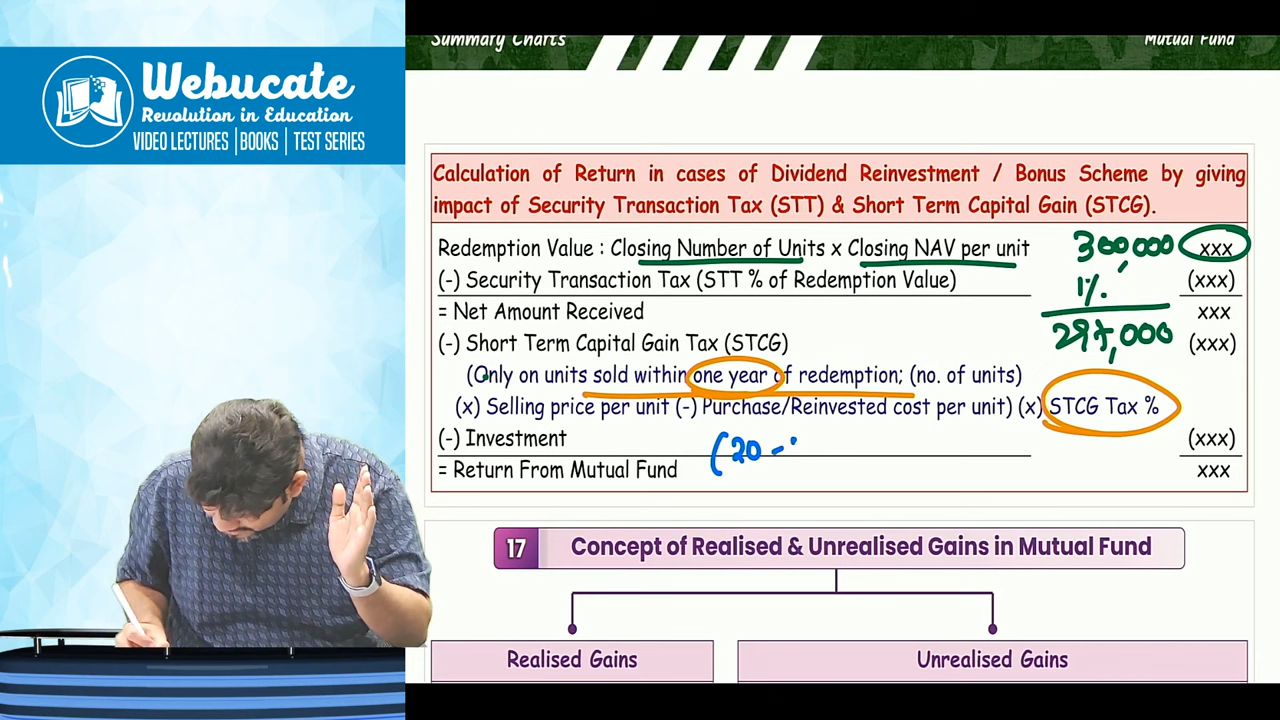 Webucate
Revolution in Education
VIDEO LECTURES | BOOKS | TEST SERIES
Summary Charts
Mutual Fund
Calculation of Return in cases of Dividend Reinvestment / Bonus Scheme by giving
impact of Security Transaction Tax (STT) & Short Term Capital Gain (STCG).
Redemption Value : Closing Number of Units x Closing NAV per unit 300,000 xxx
(-) Security Transaction Tax (STT % of Redemption Value) 1% (xxx)
= Net Amount Received 297,000 xxx
(-) Short Term Capital Gain Tax (STCG) (xxx)
(Only on units sold within one year of redemption; (no. of units)
(x) Selling price per unit (-) Purchase/Reinvested cost per unit) (x) STCG Tax %
(-) Investment (20 - (xxx)
= Return From Mutual Fund xxx
17 Concept of Realised & Unrealised Gains in Mutual Fund
Realised Gains Unrealised Gains